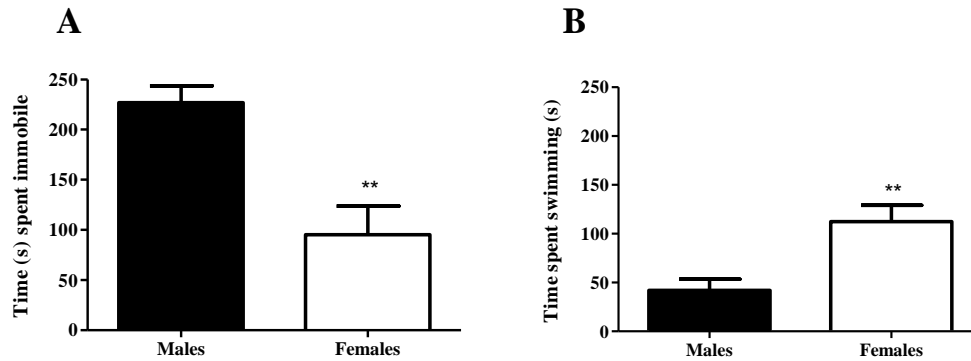 A
Time (s) spent immobile
250
200
150
100
50
0
**
Males
Females
B
Time spent swimming (s)
250
200
150
100
50
0
**
Males
Females